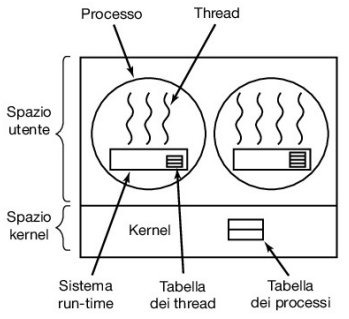 Processo
Thread
Spazio
utente
Spazio
kernel
Kernel
Sistema
run-time
Tabella
dei thread
Tabella
dei processi